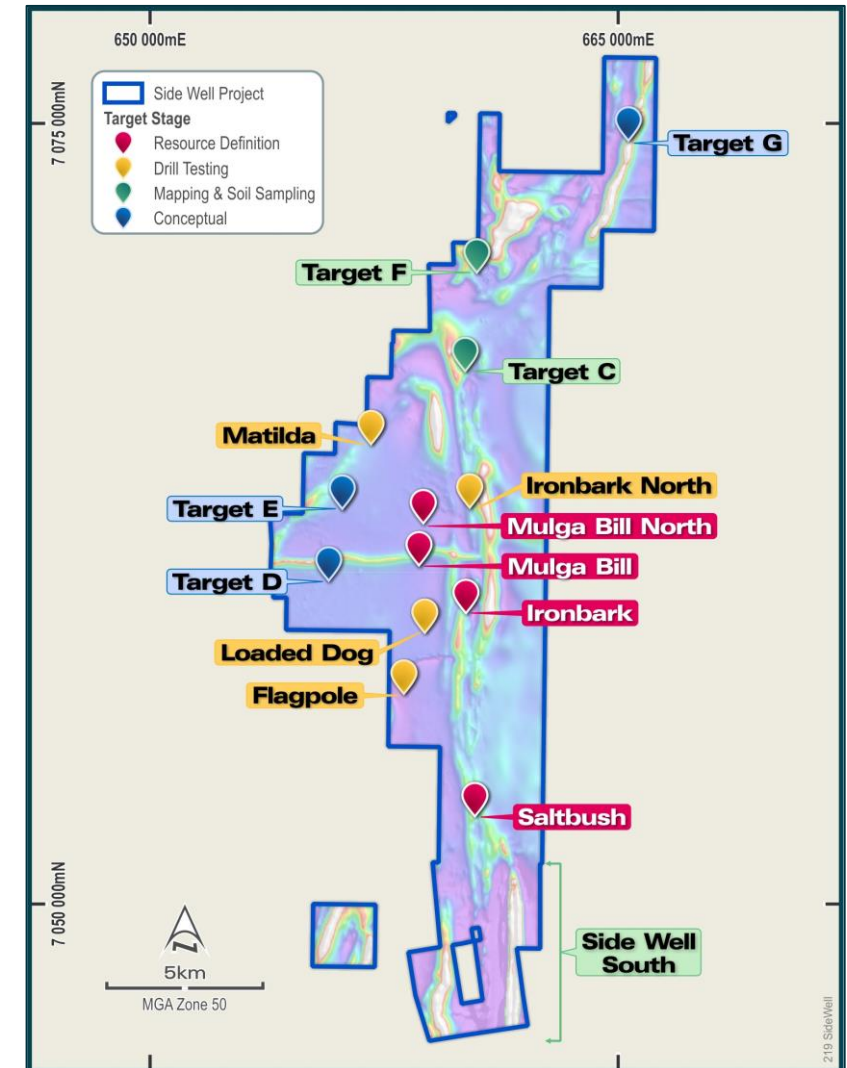 650 000mE
665 000mE
7 075 000mN
Side Well Project
Target Stage
Resource Definition
Drill Testing
Mapping & Soil Sampling
Conceptual
Target G
Target F
Target C
Matilda
Ironbark North
Target E
Mulga Bill North
Mulga Bill
Target D
Ironbark
Loaded Dog
Flagpole
Saltbush
7 050 000mN
Side Well
South
N
5km
MGA Zone 50
219 SideWell